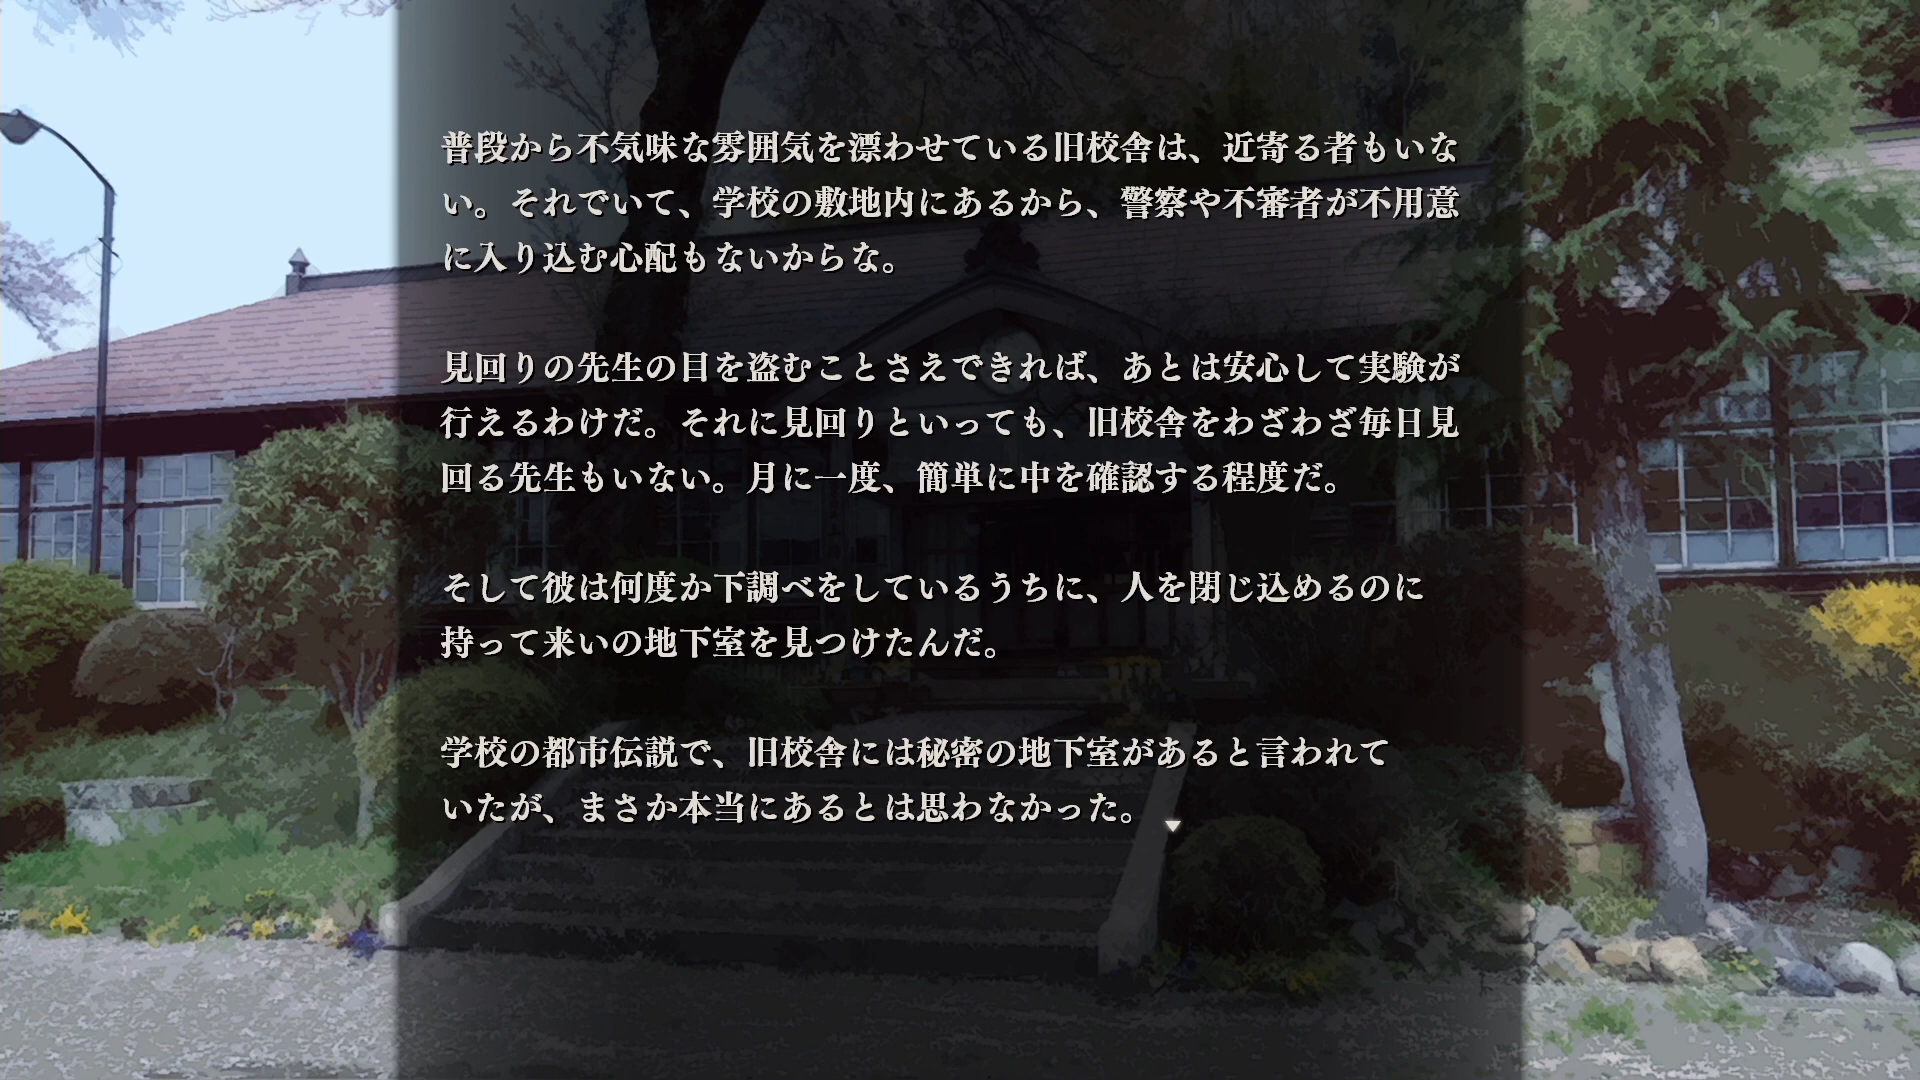 普段から不気味な雰囲気を漂わせている旧校舎は、近寄る者もいな
い。それでいて、学校の敷地内にあるから、警察や不審者が不用意
に入り込む心配もないからな。
見回りの先生の目を盗むことさえできれば、あとは安心して実験が
行えるわけだ。それに見回りといっても、旧校舎をわざわざ毎日見
回る先生もいない。月に一度、簡単に中を確認する程度だ。
そして彼は何度か下調べをしているうちに、人を閉じ込めるのに
持って来いの地下室を見つけたんだ。
学校の都市伝説で、旧校舎には秘密の地下室があると言われて
いたが、まさか本当にあるとは思わなかった。